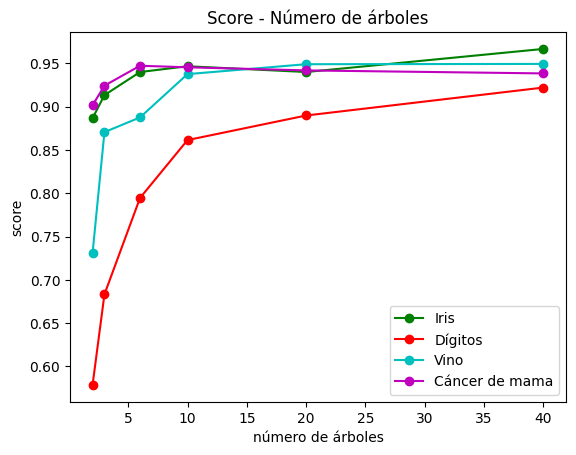 Score - Número de árboles
score
0.95
0.90
0.85
0.80
0.75
0.70
0.65
0.60
5 10 15 20 25 30 35 40
número de árboles
Iris
Dígitos
Vino
Cáncer de mama